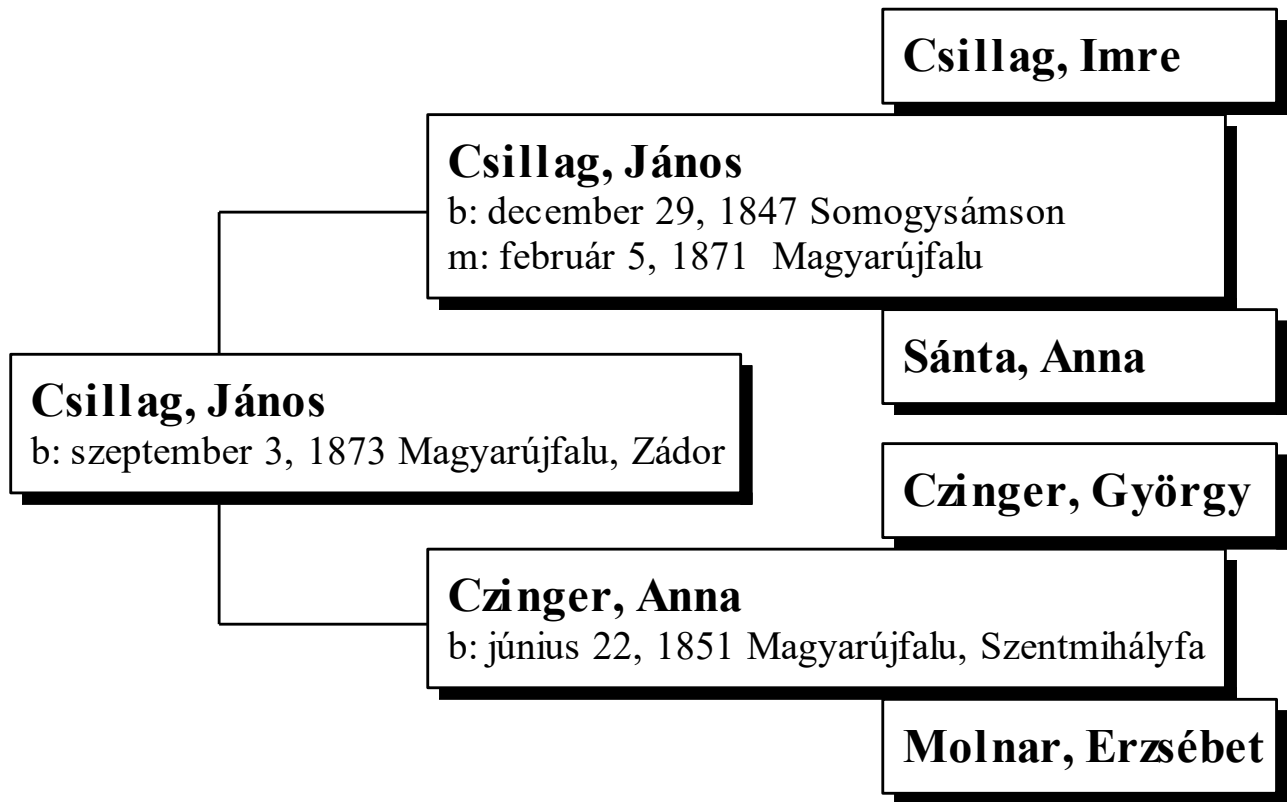 Csillag, Imre
Csillag, János
b: december 29, 1847 Somogysámson
m: február 5, 1871 Magyarújfalu
Sánta, Anna
Csillag, János
b: szeptember 3, 1873 Magyarújfalu, Zádor
Czinger, György
Czinger, Anna
b: június 22, 1851 Magyarújfalu, Szentmihályfa
Molnar, Erzsébet